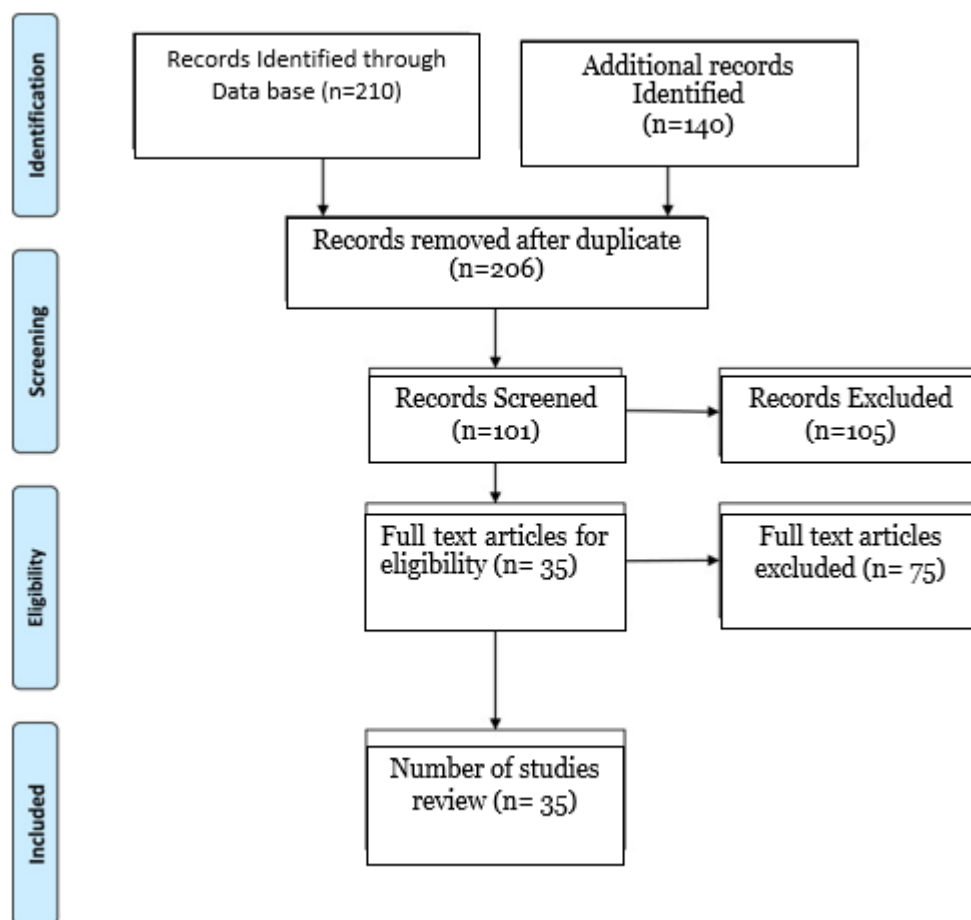 Identification
Records Identified through
Data base (n=210)
Additional records
Identified
(n=140)
Records removed after duplicate
(n=206)
Screening
Records Screened
(n=101)
Records Excluded
(n=105)
Eligibility
Full text articles for
eligibility (n= 35)
Full text articles
excluded (n= 75)
Included
Number of studies
review (n= 35)